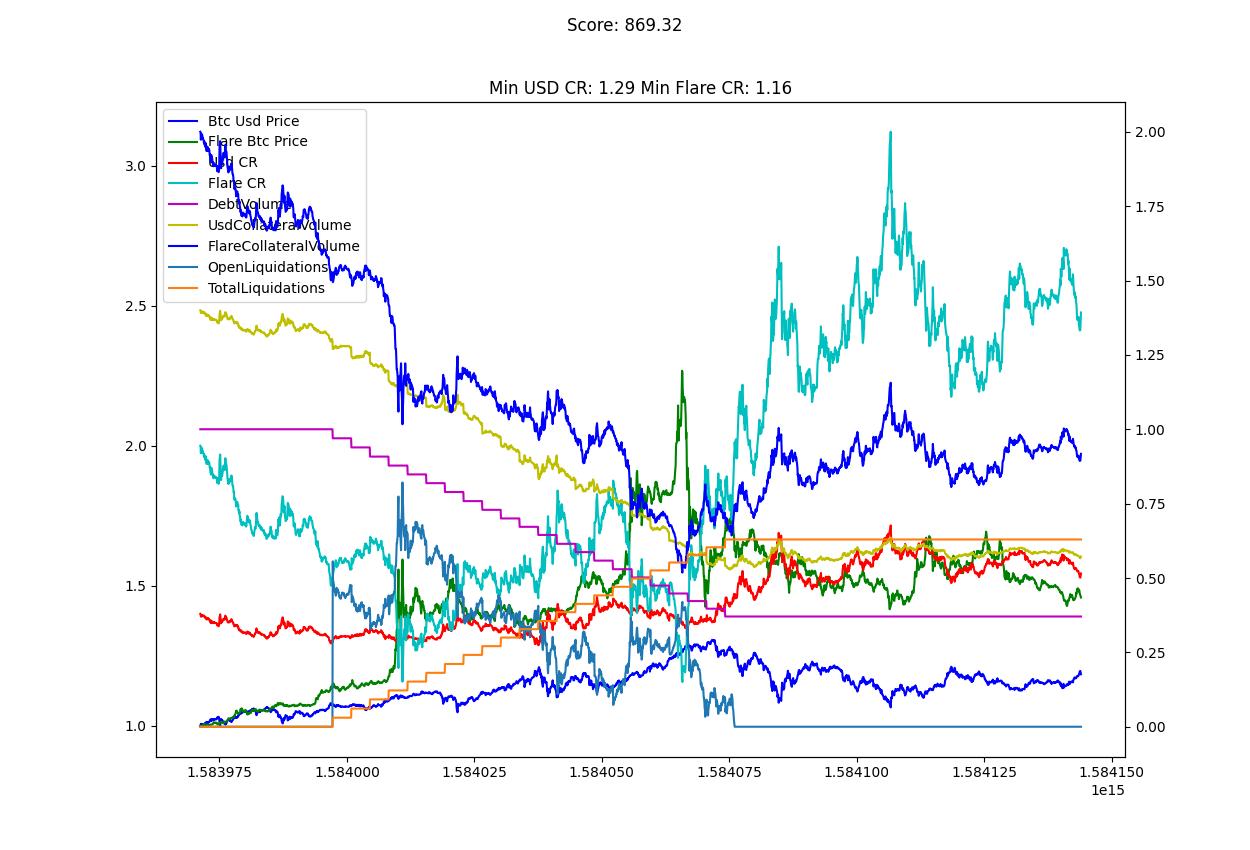 Score: 869.32
Min USD CR: 1.29 Min Flare CR: 1.16
Btc Usd Price
Flare Btc Price
Usd CR
Flare CR
DebtVolume
UsdCollateralVolume
FlareCollateralVolume
OpenLiquidations
TotalLiquidations
3.0
2.5
2.0
1.5
1.0
2.00
1.75
1.50
1.25
1.00
0.75
0.50
0.25
0.00
1.583975 1.584000 1.584025 1.584050 1.584075 1.584100 1.584125 1.584150
1e15